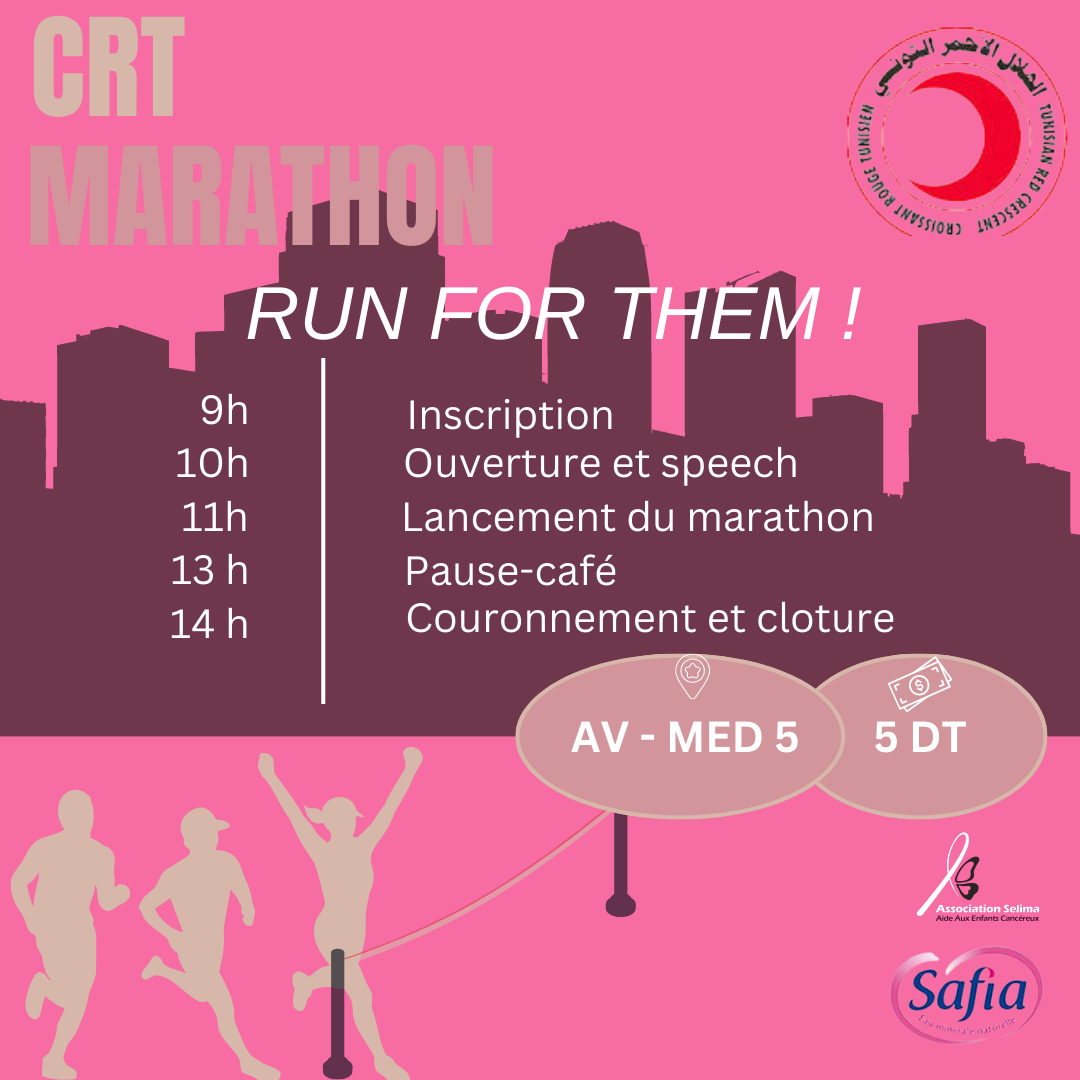 CRT
MARATHON
الهلال الأحمر التونسي
CROISSANT ROUGE TUNISIEN
TUNISIAN RED CRESCENT
RUN FOR THEM !
9h Inscription
10h Ouverture et speech
11h Lancement du marathon
13 h Pause-café
14 h Couronnement et cloture
AV - MED 5
5 DT
Association Selima
Aide Aux Enfants Cancereux
Safia
Eau minérale naturelle